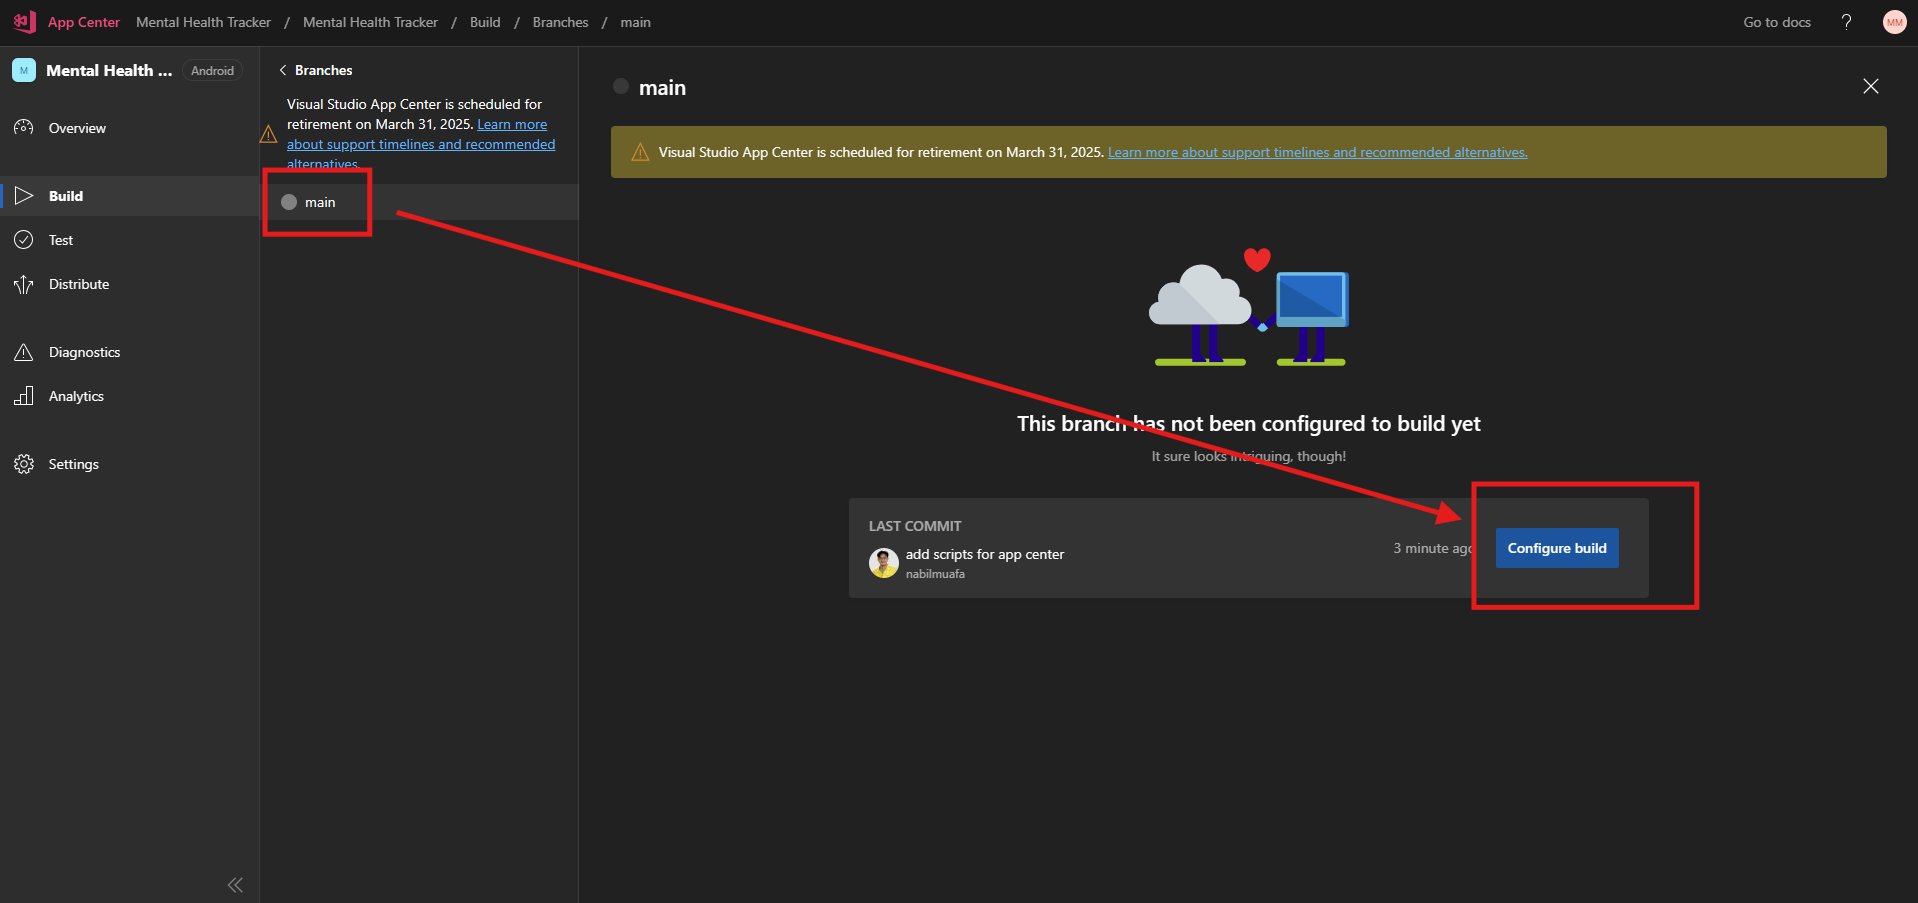 App Center Mental Health Tracker / Mental Health Tracker / Build / Branches / main Go to docs ? MM
M Mental Health ... Android
Overview
Build
Test
Distribute
Diagnostics
Analytics
Settings
Branches
Visual Studio App Center is scheduled for
retirement on March 31, 2025. Learn more
about support timelines and recommended
alternatives.
main
main
Visual Studio App Center is scheduled for retirement on March 31, 2025. Learn more about support timelines and recommended alternatives.
This branch has not been configured to build yet
It sure looks intriguing, though!
LAST COMMIT
add scripts for app center
nabilmuafa
3 minute ago
Configure build